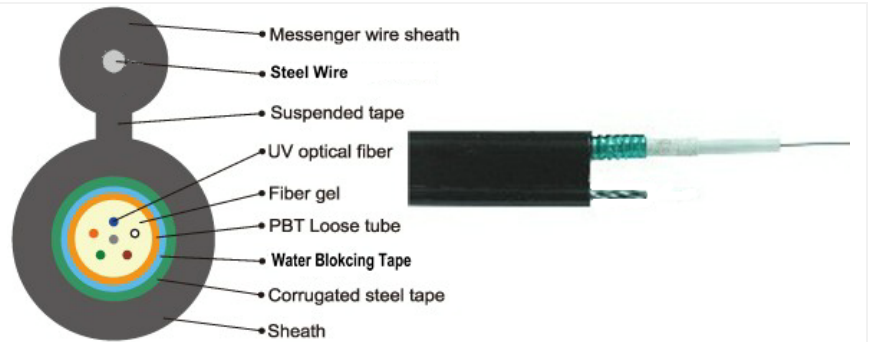 Messenger wire sheath
Steel Wire
Suspended tape
UV optical fiber
Fiber gel
PBT Loose tube
Water Blokcing Tape
Corrugated steel tape
Sheath